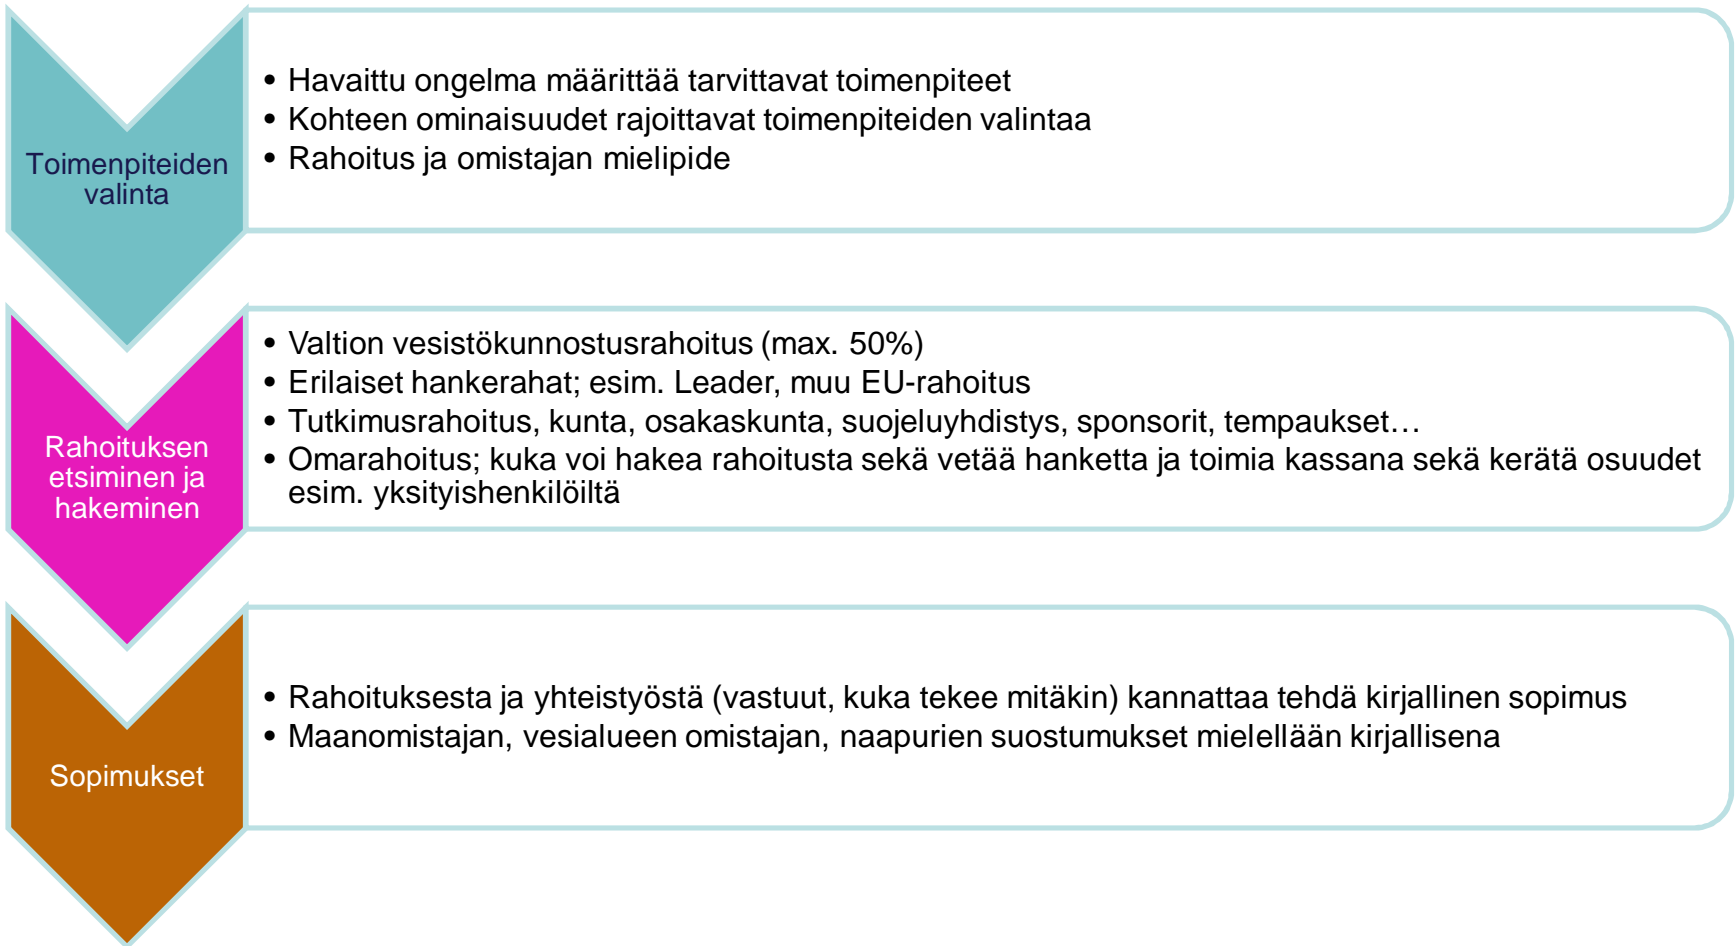 Toimenpiteiden
valinta
• Havaittu ongelma määrittää tarvittavat toimenpiteet
• Kohteen ominaisuudet rajoittavat toimenpiteiden valintaa
• Rahoitus ja omistajan mielipide
Rahoituksen
etsiminen ja
hakeminen
• Valtion vesistökunnostusrahoitus (max. 50%)
• Erilaiset hankerahat; esim. Leader, muu EU-rahoitus
• Tutkimusrahoitus, kunta, osakaskunta, suojeluyhdistys, sponsorit, tempaukset…
• Omarahoitus; kuka voi hakea rahoitusta sekä vetää hanketta ja toimia kassana sekä kerätä osuudet
esim. yksityishenkilöiltä
Sopimukset
• Rahoituksesta ja yhteistyöstä (vastuut, kuka tekee mitäkin) kannattaa tehdä kirjallinen sopimus
• Maanomistajan, vesialueen omistajan, naapurien suostumukset mielellään kirjallisena